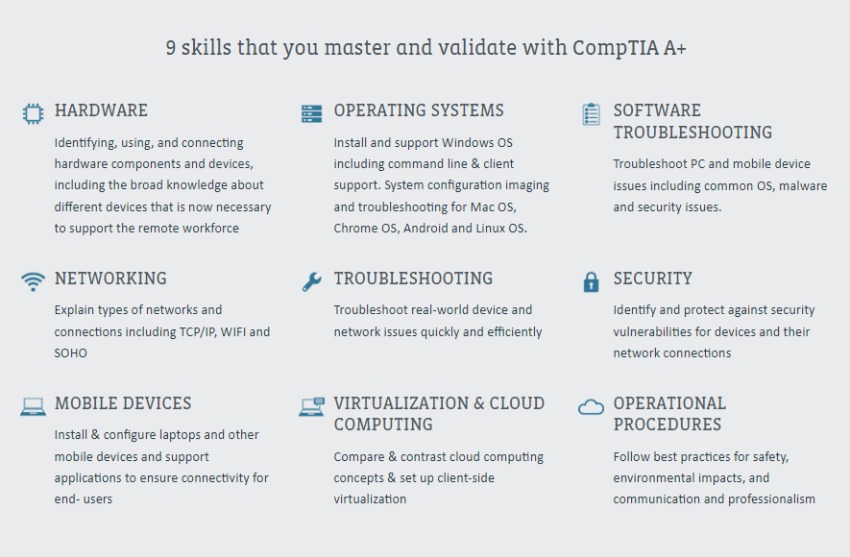 9 skills that you master and validate with CompTIA A+
HARDWARE
Identifying, using, and connecting
hardware components and devices,
including the broad knowledge about
different devices that is now necessary
to support the remote workforce
OPERATING SYSTEMS
Install and support Windows OS
including command line & client
support. System configuration imaging
and troubleshooting for Mac OS,
Chrome OS, Android and Linux OS.
SOFTWARE
TROUBLESHOOTING
Troubleshoot PC and mobile device
issues including common OS, malware
and security issues.
NETWORKING
Explain types of networks and
connections including TCP/IP, WIFI and
SOHO
TROUBLESHOOTING
Troubleshoot real-world device and
network issues quickly and efficiently
SECURITY
Identify and protect against security
vulnerabilities for devices and their
network connections
MOBILE DEVICES
Install & configure laptops and other
mobile devices and support
applications to ensure connectivity for
end- users
VIRTUALIZATION & CLOUD
COMPUTING
Compare & contrast cloud computing
concepts & set up client-side
virtualization
OPERATIONAL
PROCEDURES
Follow best practices for safety,
environmental impacts, and
communication and professionalism